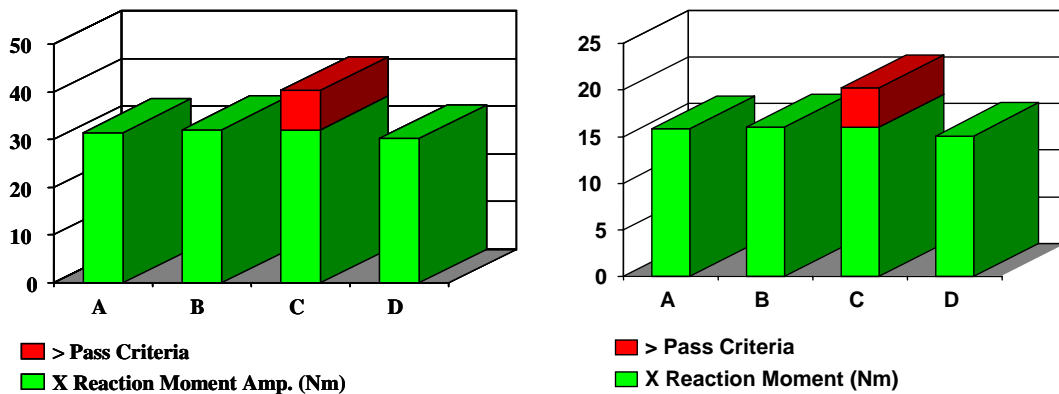 50
40
30
20
10
0
A B C D
> Pass Criteria
X Reaction Moment Amp. (Nm)
25
20
15
10
5
0
A B C D
> Pass Criteria
X Reaction Moment (Nm)